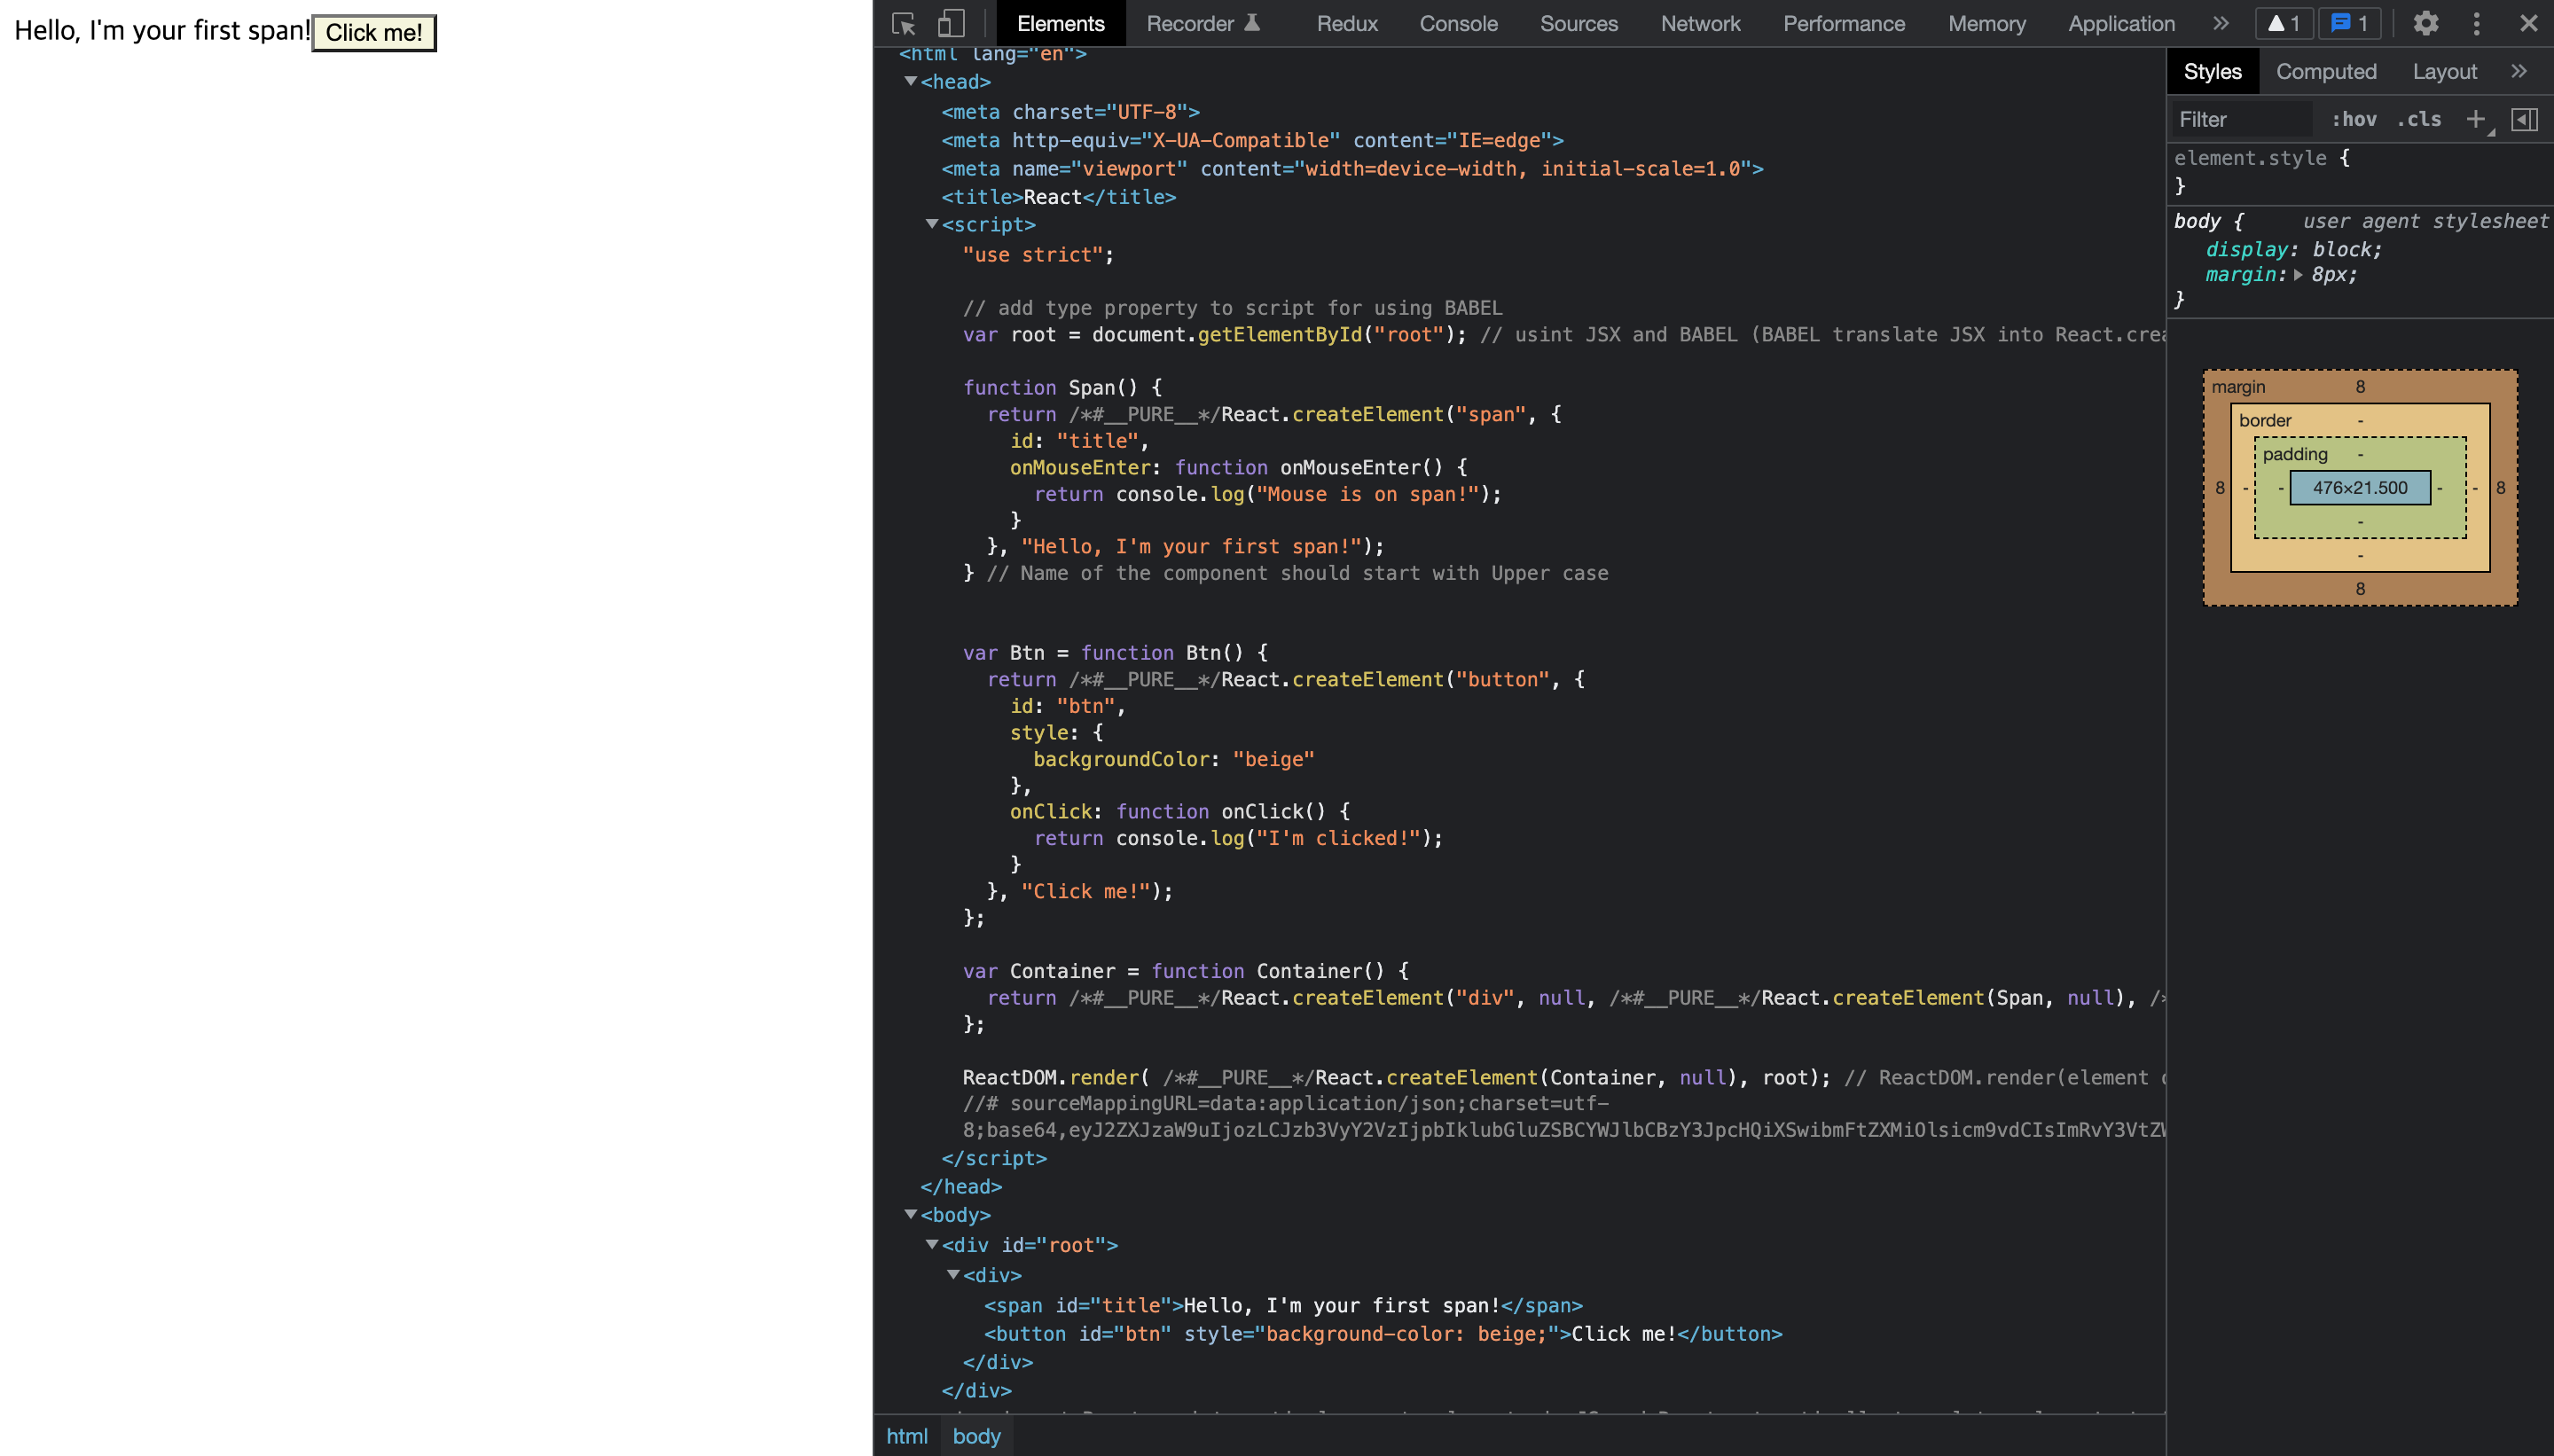 Hello, I'm your first span! Click me!
Elements Recorder Redux Console Sources Network Performance Memory Application 1 1
<html lang="en">
<head>
<meta charset="UTF-8">
<meta http-equiv="X-UA-Compatible" content="IE=edge">
<meta name="viewport" content="width=device-width, initial-scale=1.0">
<title>React</title>
<script>
"use strict";
// add type property to script for using BABEL
var root = document.getElementById("root"); // usint JSX and BABEL (BABEL translate JSX into React.crea
function Span() {
return /*#__PURE__*/React.createElement("span", {
id: "title",
onMouseEnter: function onMouseEnter() {
return console.log("Mouse is on span!");
}
}, "Hello, I'm your first span!");
} // Name of the component should start with Upper case
var Btn = function Btn() {
return /*#__PURE__*/React.createElement("button", {
id: "btn",
style: {
backgroundColor: "beige"
},
onClick: function onClick() {
return console.log("I'm clicked!");
}
}, "Click me!");
};
var Container = function Container() {
return /*#__PURE__*/React.createElement("div", null, /*#__PURE__*/React.createElement(Span, null), /*
};
ReactDOM.render( /*#__PURE__*/React.createElement(Container, null), root); // ReactDOM.render(element
//# sourceMappingURL=data:application/json;charset=utf-
8;base64,eyJ2ZXJzaW9uIjozLCJzb3VyY2VzIjpbIklubGluZSBCYWJlbCBzY3JpcHQiXSwibmFtZXMiOlsicm9vdCIsImRvY3VtZW
</script>
</head>
<body>
<div id="root">
<div>
<span id="title">Hello, I'm your first span!</span>
<button id="btn" style="background-color: beige;">Click me!</button>
</div>
</div>
html body
Styles Computed Layout
Filter :hov .cls
element.style {
}
body { user agent stylesheet
display: block;
margin: 8px;
}
margin 8
border -
padding -
8 - - 476×21.500 - - 8
-
-
8